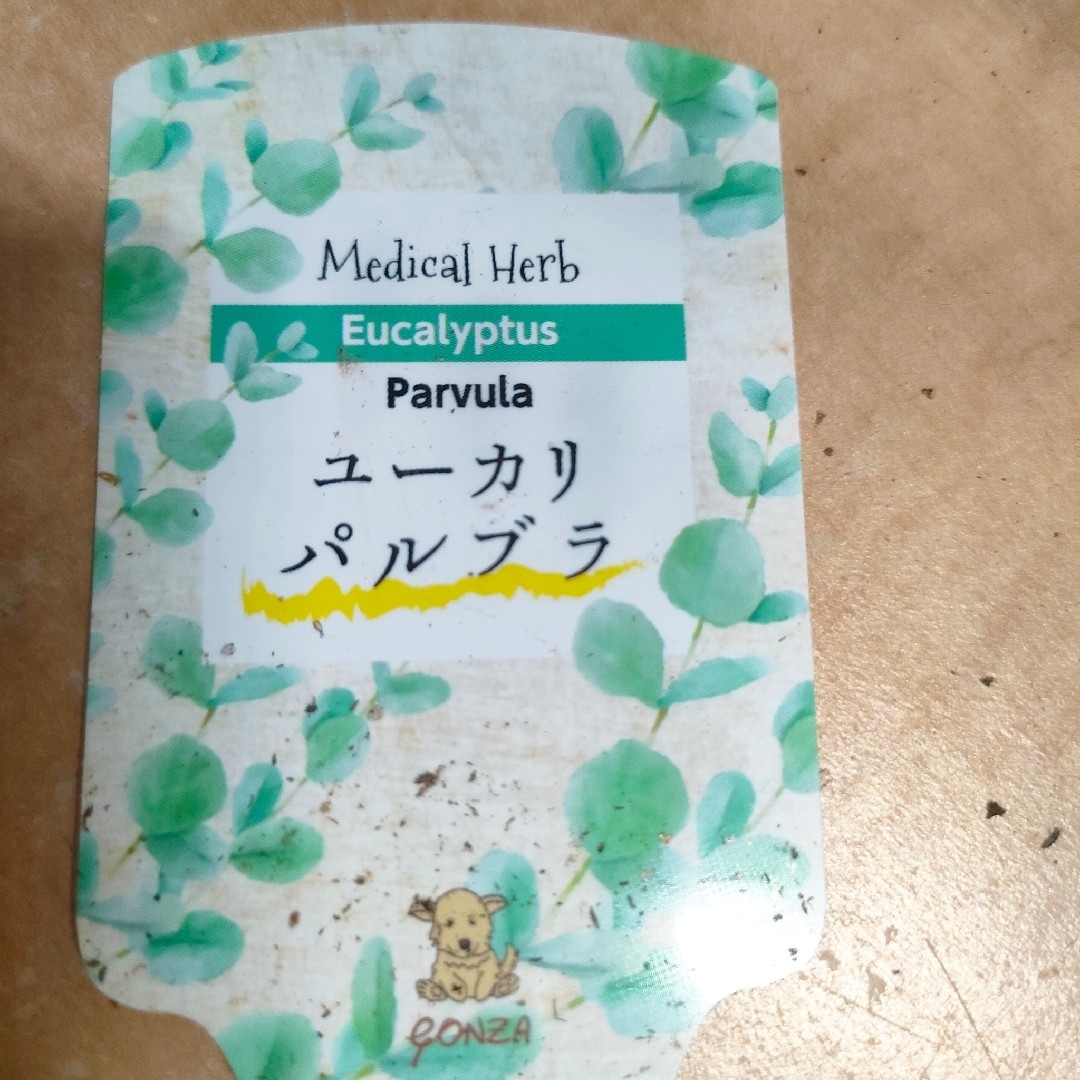 Medical Herb
Eucalyptus
Parvula
ユーカリ
パルブラ
GONZA